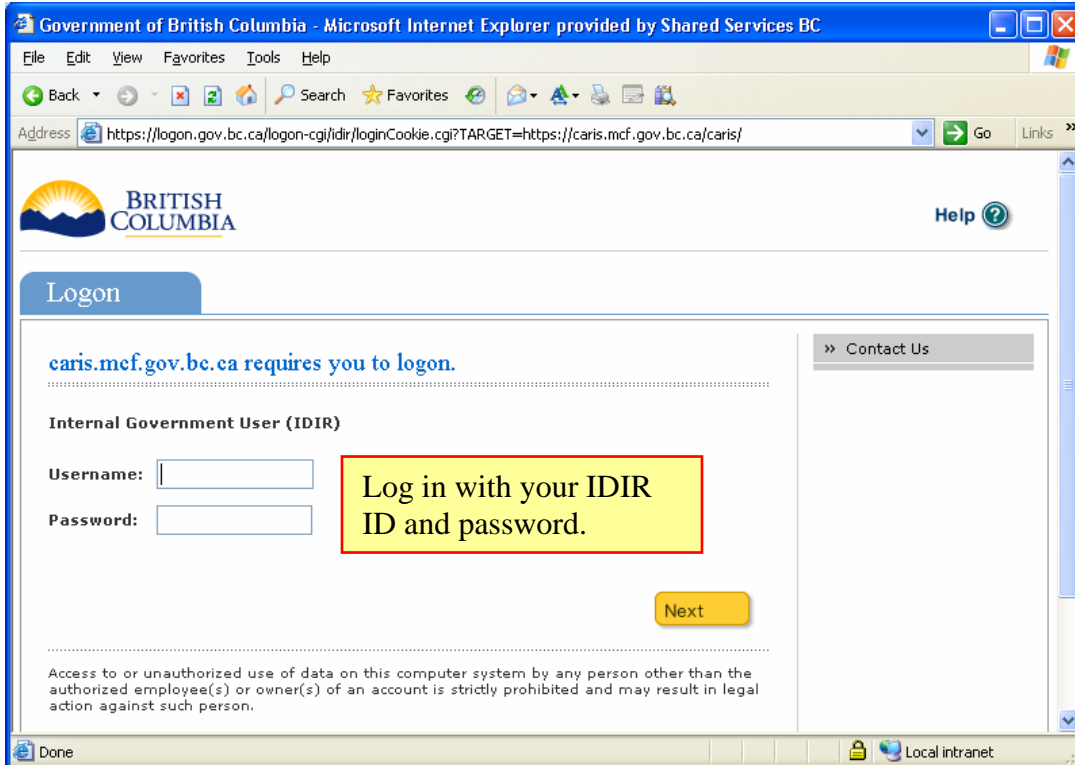 Government of British Columbia - Microsoft Internet Explorer provided by Shared Services BC
File Edit View Favorites Tools Help
Back Search Favorites
Address https://logon.gov.bc.ca/logon-cgi/idir/loginCookie.cgi?TARGET=https://caris.mcf.gov.bc.ca/caris/ Go Links »
BRITISH
COLUMBIA
Help ?
Logon
caris.mcf.gov.bc.ca requires you to logon.
» Contact Us
Internal Government User (IDIR)
Username:
Password:
Log in with your IDIR
ID and password.
Next
Access to or unauthorized use of data on this computer system by any person other than the
authorized employee(s) or owner(s) of an account is strictly prohibited and may result in legal
action against such person.
Done Local intranet